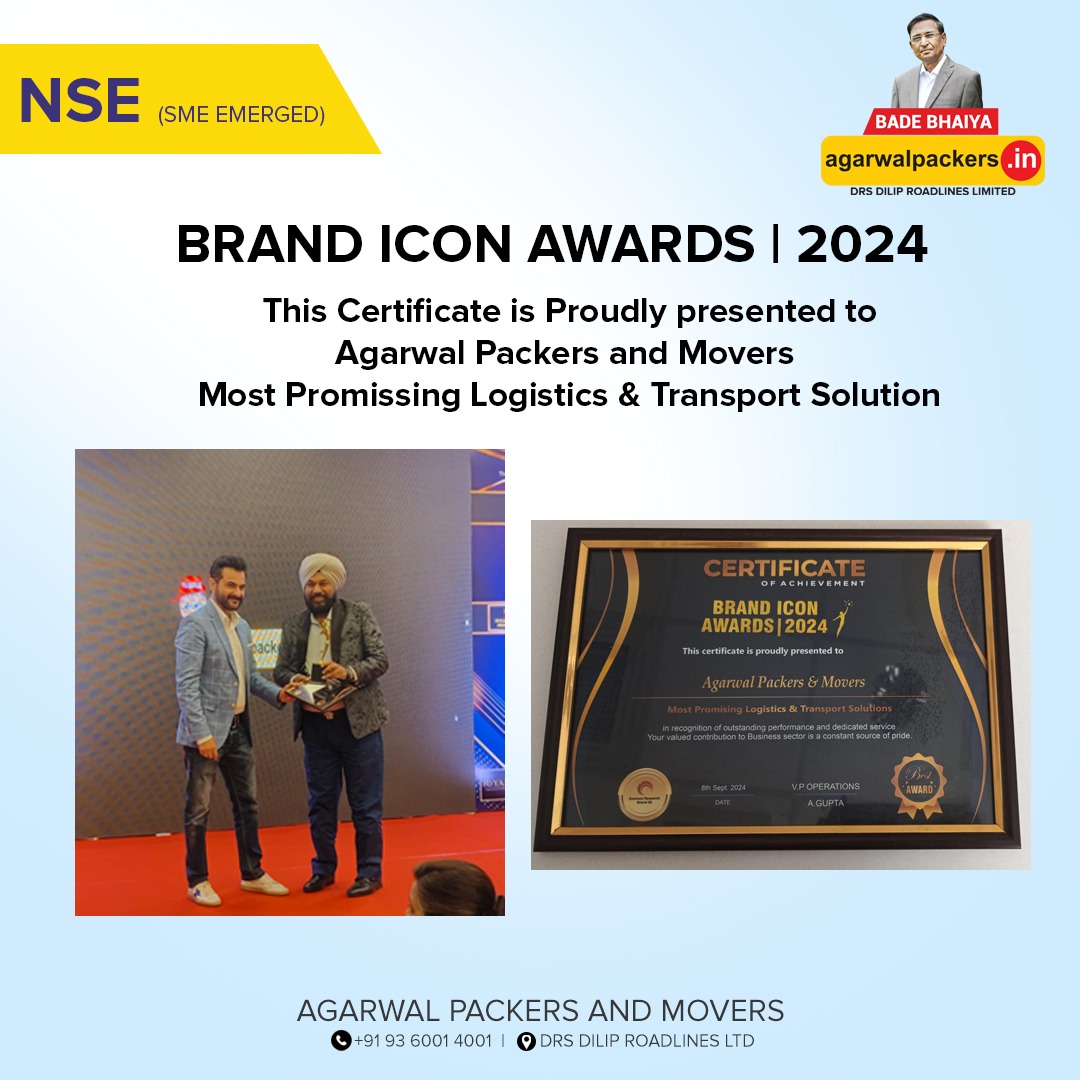 NSE (SME EMERGED)
BADE BHAIYA
agarwalpackers.in
DRS DILIP ROADLINES LIMITED
BRAND ICON AWARDS | 2024
This Certificate is Proudly presented to
Agarwal Packers and Movers
Most Promissing Logistics & Transport Solution
CERTIFICATE
OF ACHIEVEMENT
BRAND ICON
AWARDS|2024
This certificate is proudly presented to
Agarwal Packers & Movers
Most Promising Logistics & Transport Solutions
in recognition of outstanding performance and dedicated service
Your valued contribution to Business sector is a constant source of pride.
8th Sept. 2024
DATE
V.P OPERATIONS
A.GUPTA
Best
AWARD
AGARWAL PACKERS AND MOVERS
+91 93 6001 4001 | DRS DILIP ROADLINES LTD